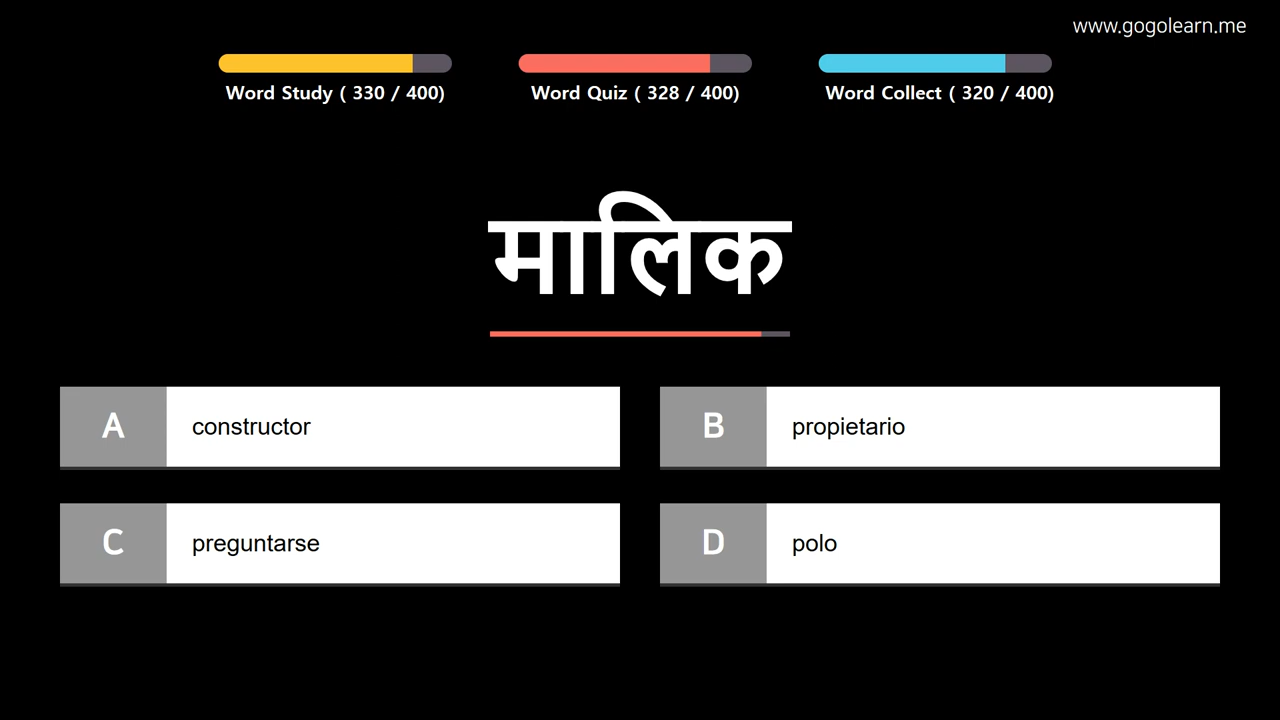 www.gogolearn.me
Word Study ( 330 / 400)
Word Quiz ( 328 / 400)
Word Collect ( 320 / 400)
मालिक
A constructor
B propietario
C preguntarse
D polo